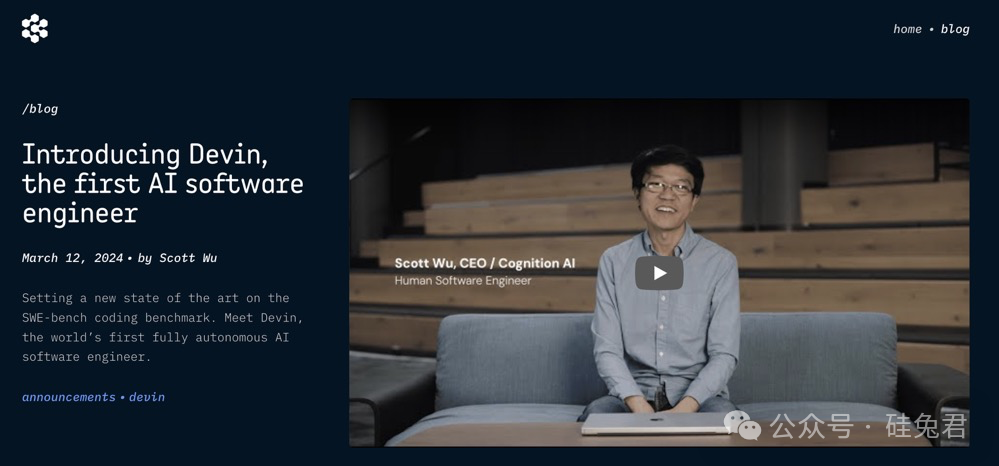 home • blog
/blog
Introducing Devin,
the first AI software
engineer
March 12, 2024 • by Scott Wu
Setting a new state of the art on the
SWE-bench coding benchmark. Meet Devin,
the world's first fully autonomous AI
software engineer.
announcements • devin
Scott Wu, CEO / Cognition AI
Human Software Engineer
公众号 · 硅兔君